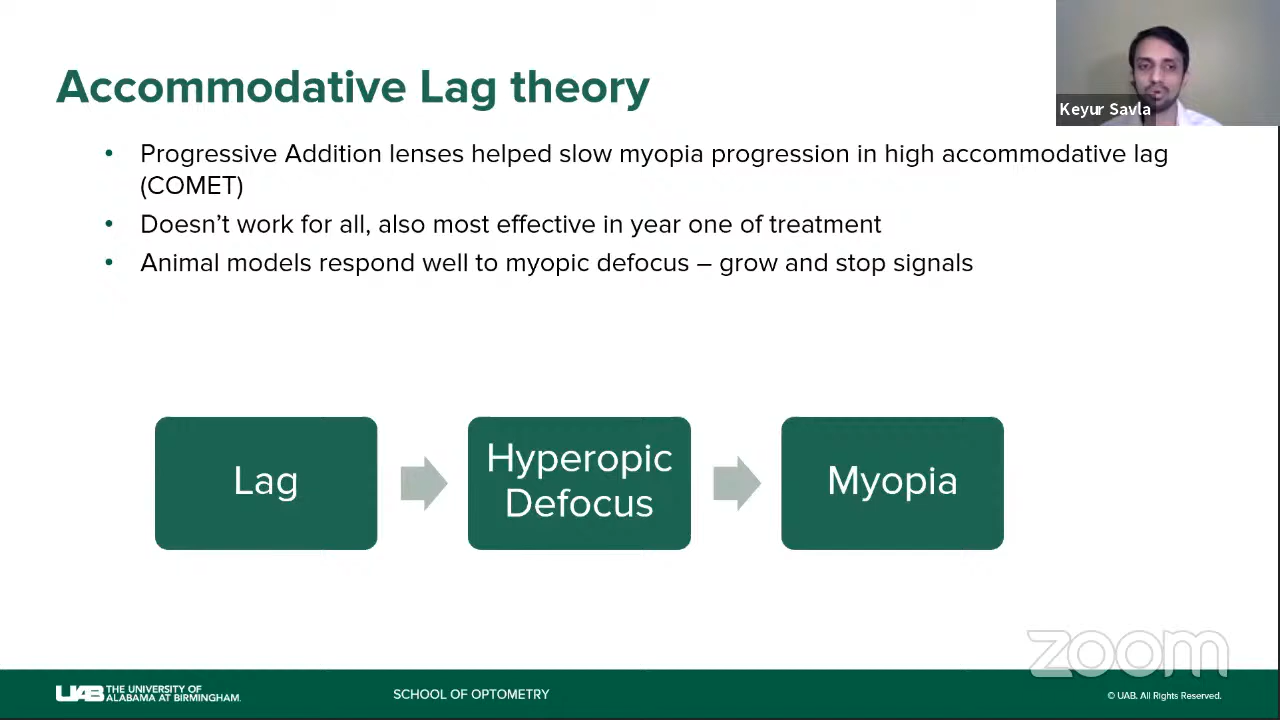 Accommodative Lag theory
Keyur Savla
• Progressive Addition lenses helped slow myopia progression in high accommodative lag
(COMET)
• Doesn’t work for all, also most effective in year one of treatment
• Animal models respond well to myopic defocus – grow and stop signals
Lag
Hyperopic
Defocus
Myopia
zoom
UAB THE UNIVERSITY OF
ALABAMA AT BIRMINGHAM.
SCHOOL OF OPTOMETRY
© UAB. All Rights Reserved.